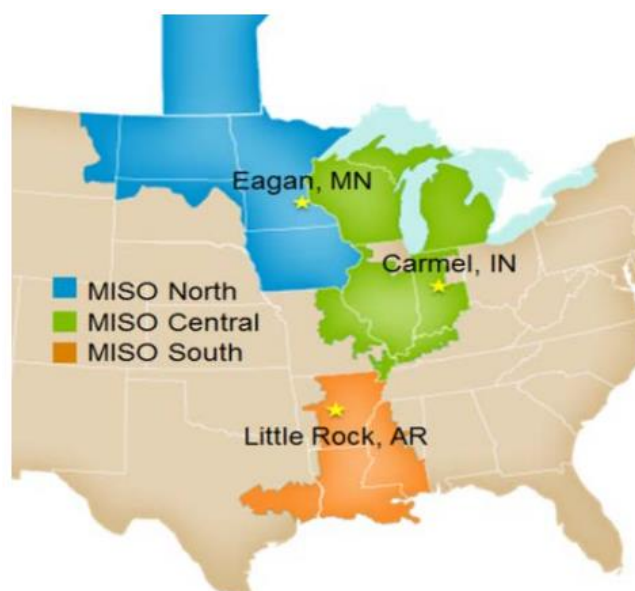 Eagan, MN
Carmel, IN
MISO North
MISO Central
MISO South
Little Rock, AR